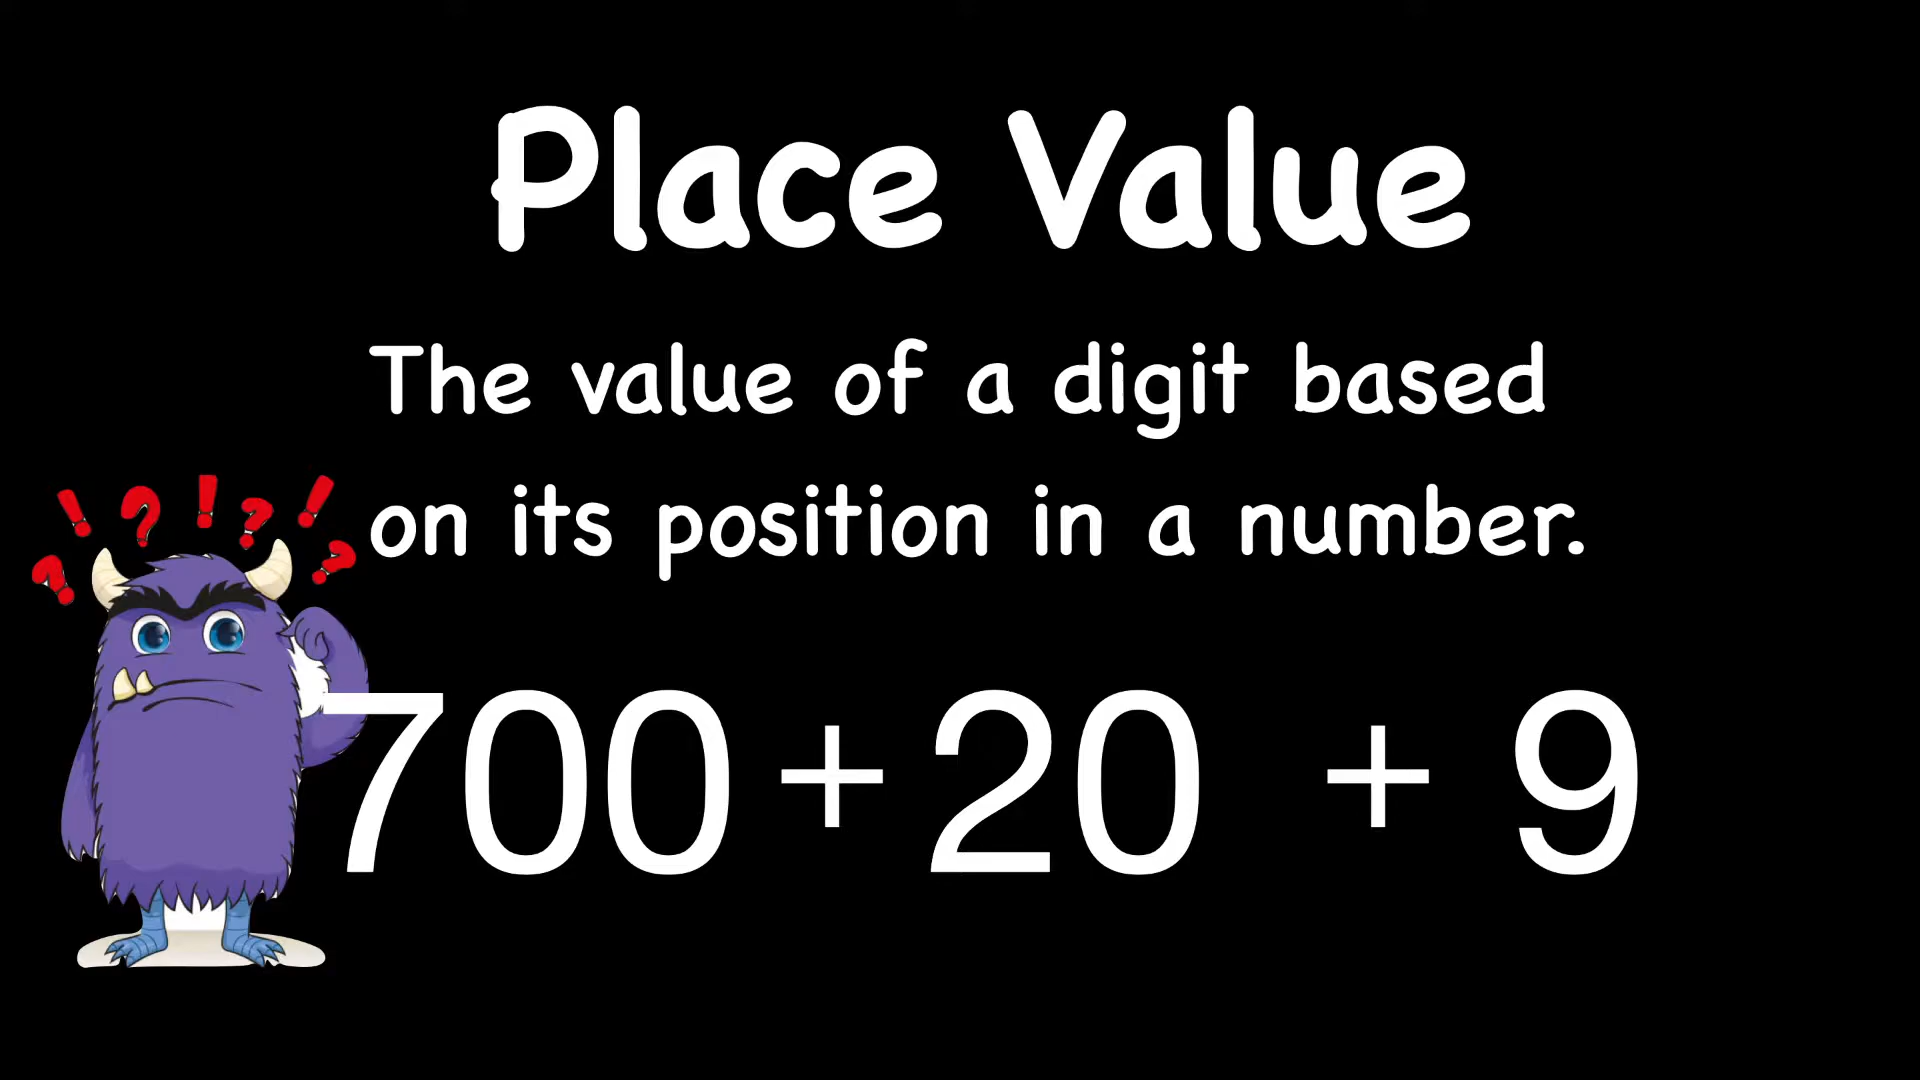 Place Value
The value of a digit based
on its position in a number.
! ? ! ? !
? ?
700 + 20 + 9